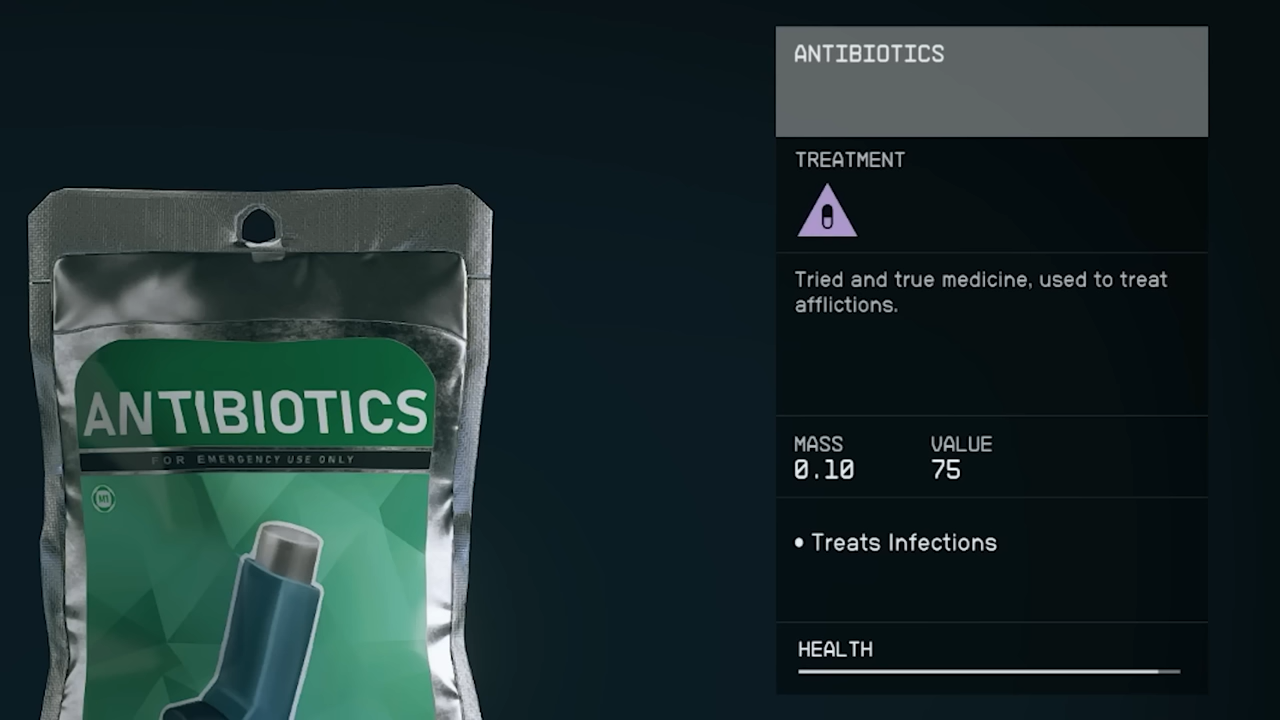 ANTIBIOTICS
FOR EMERGENCY USE ONLY
ANTIBIOTICS
TREATMENT
Tried and true medicine, used to treat
afflictions.
MASS VALUE
0.10 75
• Treats Infections
HEALTH